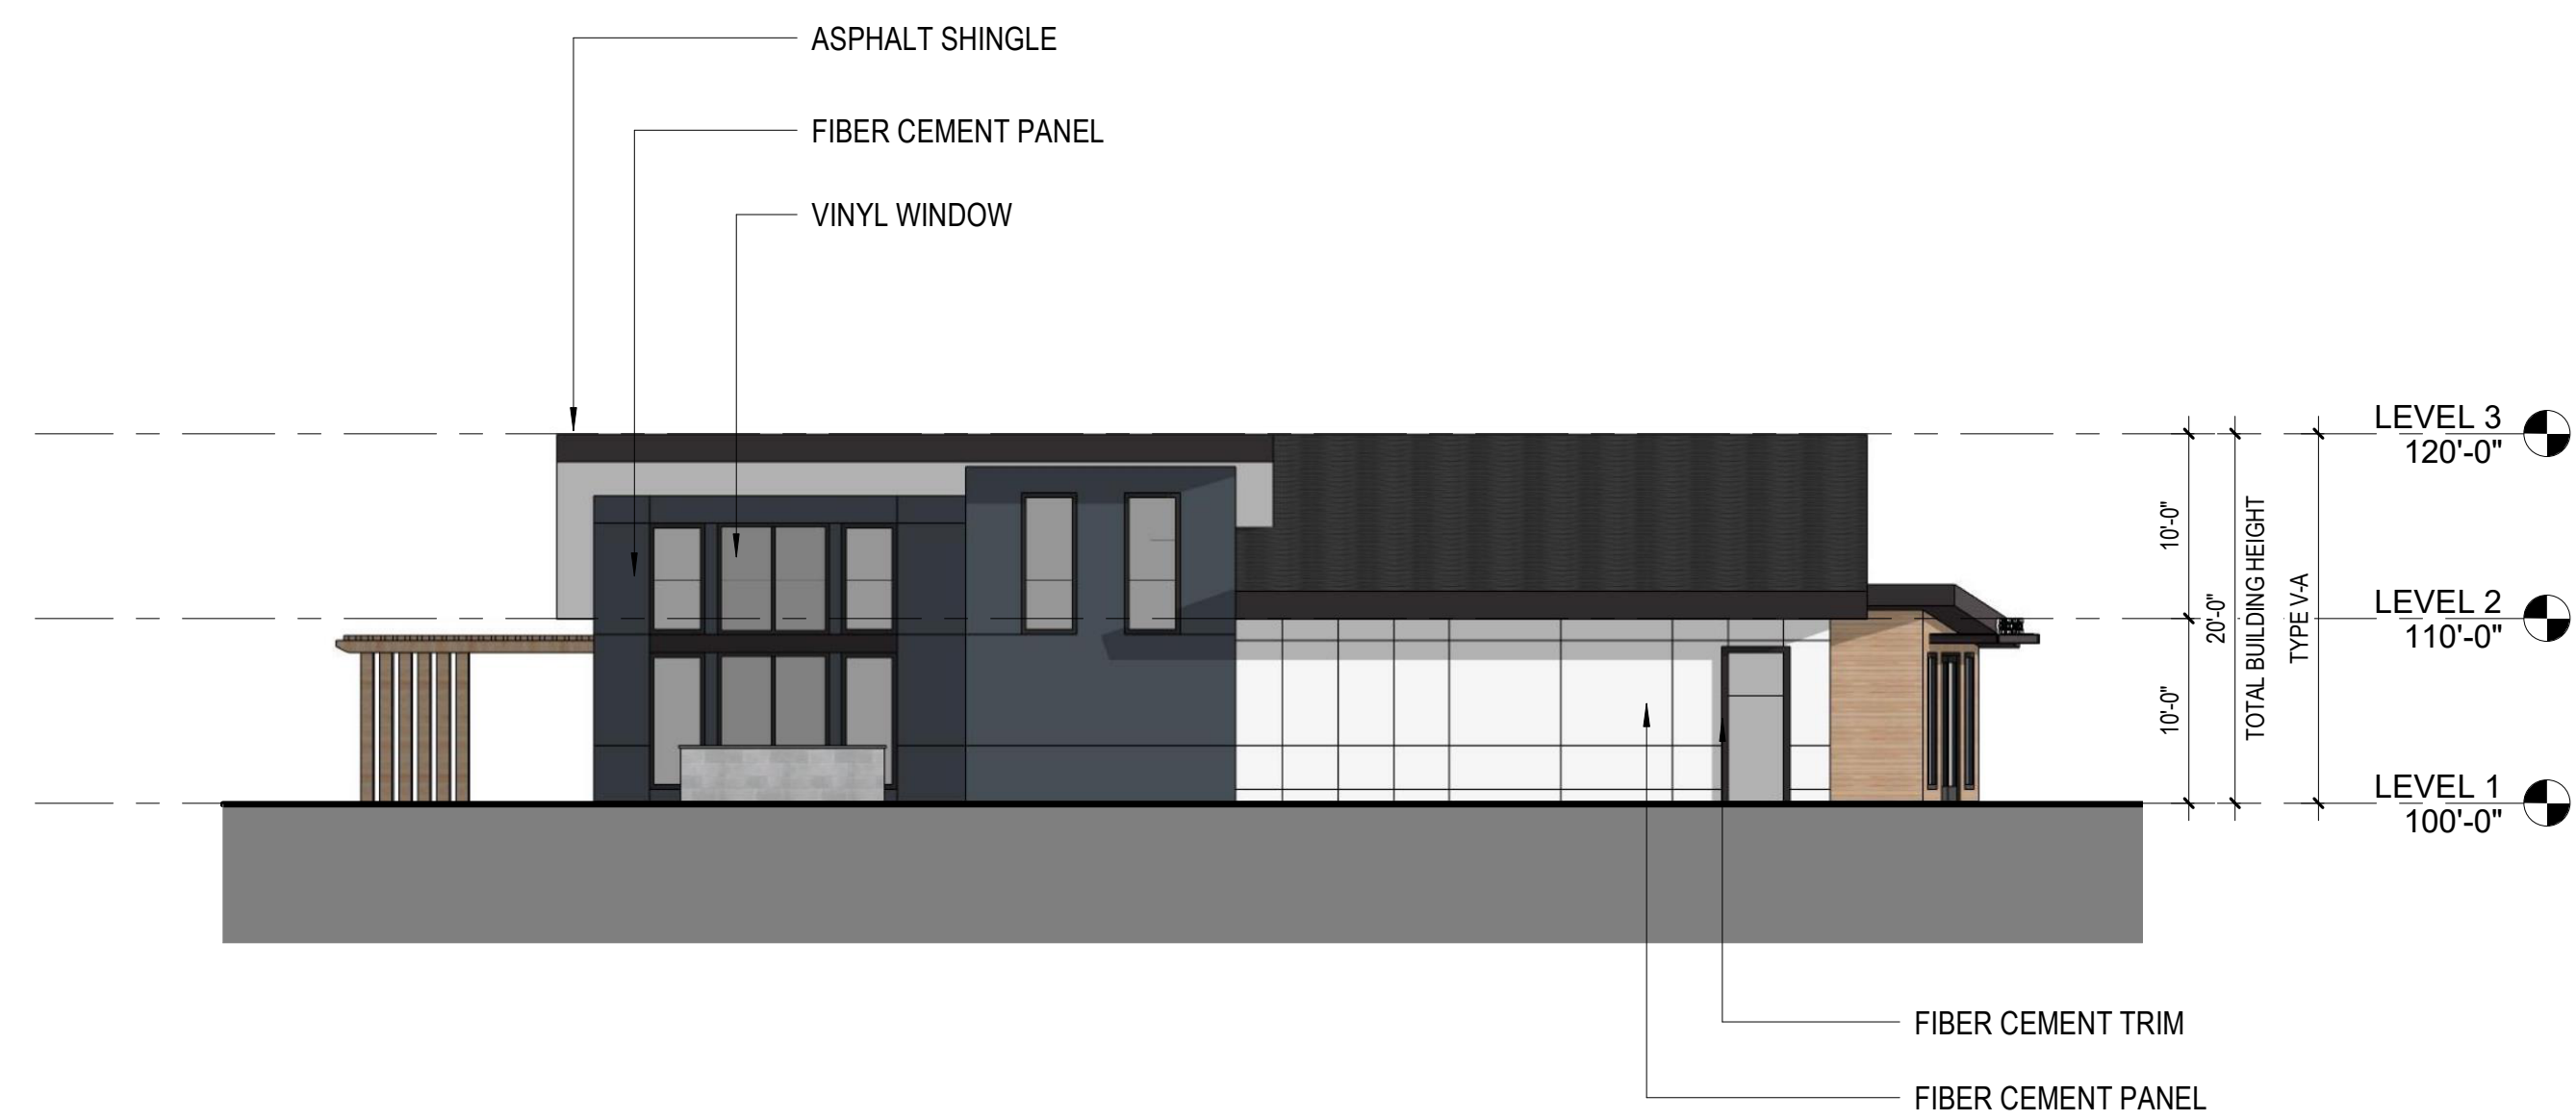 ASPHALT SHINGLE
FIBER CEMENT PANEL
VINYL WINDOW
LEVEL 3
120'-0"
10'-0"
LEVEL 2
110'-0"
20'-0"
TOTAL BUILDING HEIGHT
TYPE V-A
10'-0"
LEVEL 1
100'-0"
FIBER CEMENT TRIM
FIBER CEMENT PANEL